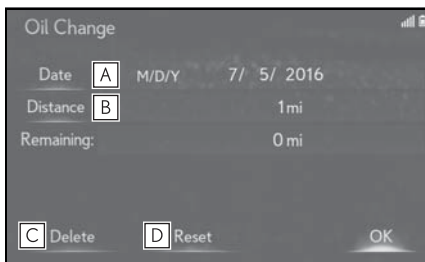 Oil Change
Date A M/D/Y 7/ 5/ 2016
Distance B 1mi
Remaining: 0 mi
C Delete D Reset OK